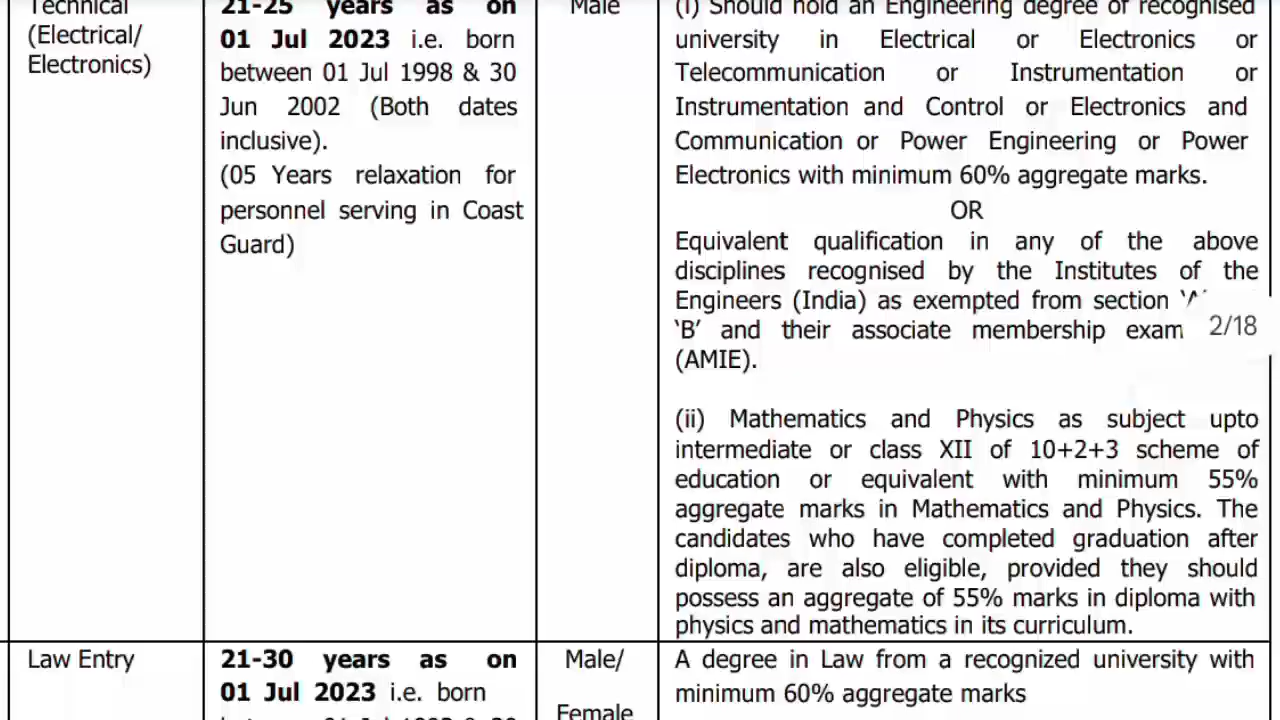 Technical
(Electrical/
Electronics)
21-25 years as on
01 Jul 2023 i.e. born
between 01 Jul 1998 & 30
Jun 2002 (Both dates
inclusive).
(05 Years relaxation for
personnel serving in Coast
Guard)
Male
(i) Should hold an Engineering degree of recognised
university in Electrical or Electronics or
Telecommunication or Instrumentation or
Instrumentation and Control or Electronics and
Communication or Power Engineering or Power
Electronics with minimum 60% aggregate marks.
OR
Equivalent qualification in any of the above
disciplines recognised by the Institutes of the
Engineers (India) as exempted from section
‘B’ and their associate membership exam
(AMIE).
2/18
(ii) Mathematics and Physics as subject upto
intermediate or class XII of 10+2+3 scheme of
education or equivalent with minimum 55%
aggregate marks in Mathematics and Physics. The
candidates who have completed graduation after
diploma, are also eligible, provided they should
possess an aggregate of 55% marks in diploma with
physics and mathematics in its curriculum.
Law Entry
21-30 years as on
01 Jul 2023 i.e. born
Male/
Female
A degree in Law from a recognized university with
minimum 60% aggregate marks